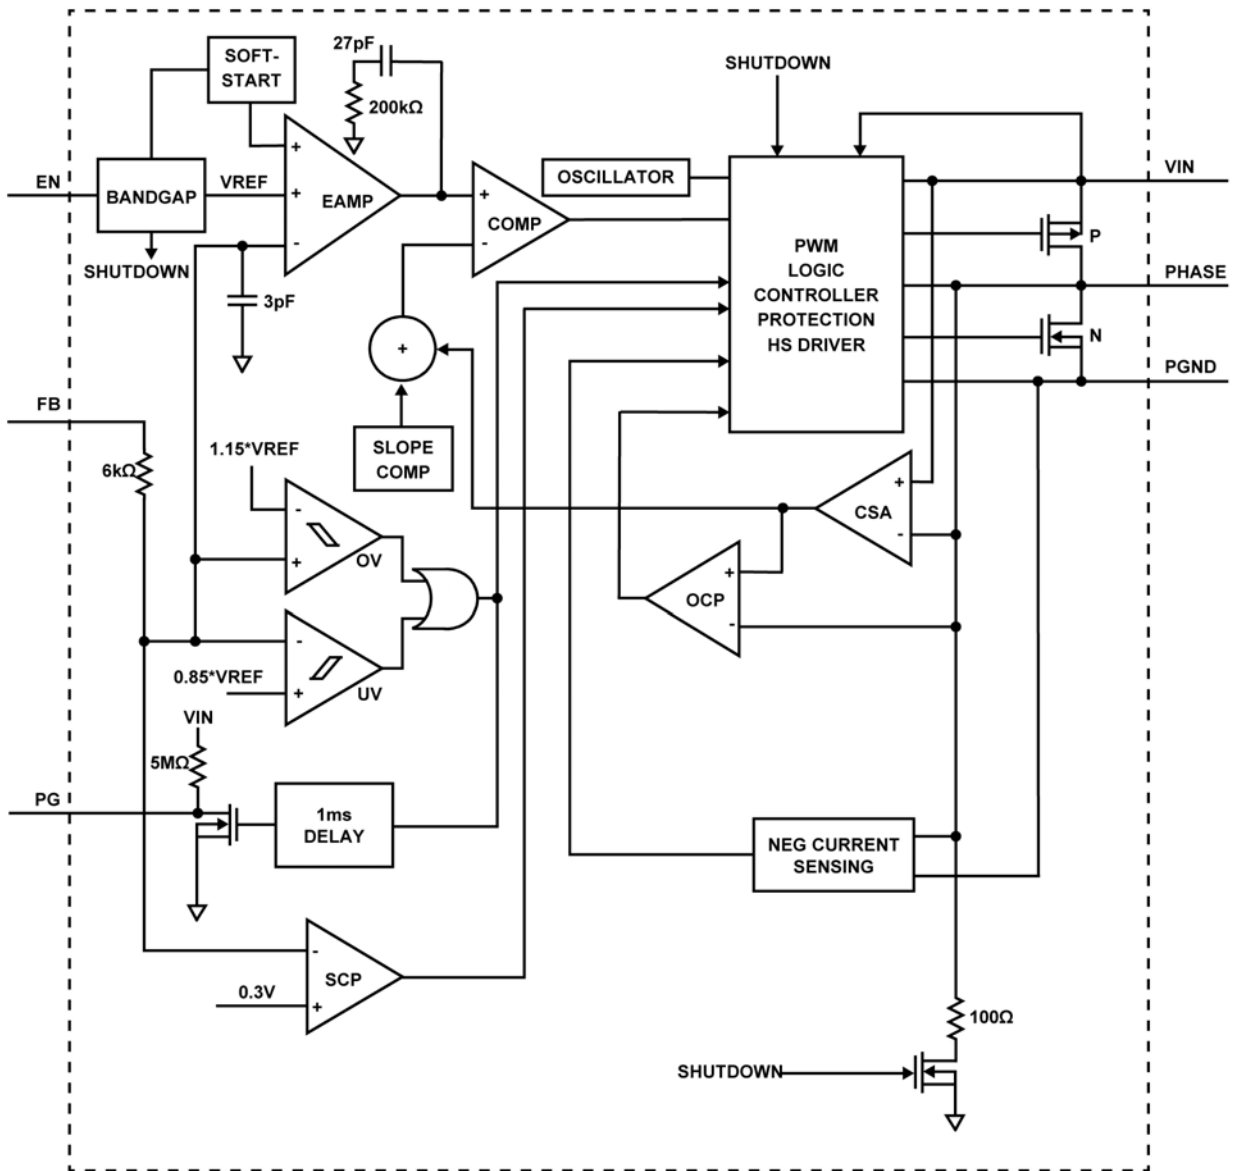 SOFT-
START
27pF
200kΩ
SHUTDOWN
EN
BANDGAP
VREF
+
+
-
EAMP
+
-
COMP
OSCILLATOR
VIN
SHUTDOWN
3pF
PWM
LOGIC
CONTROLLER
PROTECTION
HS DRIVER
P
PHASE
N
PGND
+
FB
SLOPE
COMP
1.15*VREF
6kΩ
-
+
OV
+
-
CSA
+
-
OCP
-
+
UV
0.85*VREF
VIN
5MΩ
PG
1ms
DELAY
NEG CURRENT
SENSING
-
+
SCP
0.3V
100Ω
SHUTDOWN